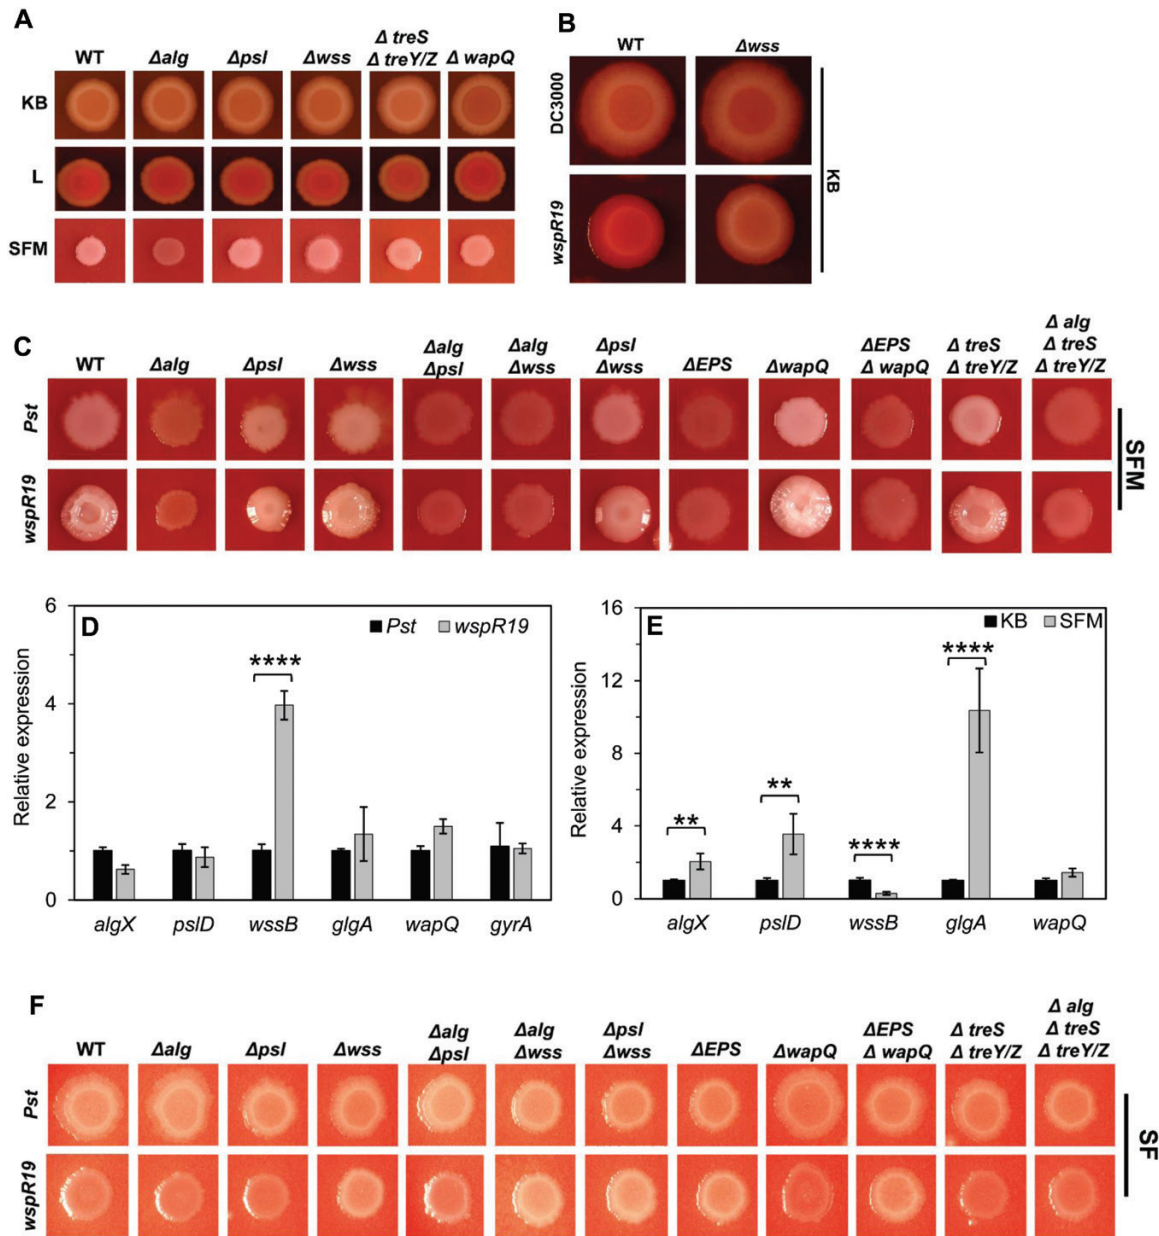 A
WT Δalg Δpsl Δwss Δ treS Δ treY/Z Δ wapQ
KB
L
SFM
B
WT Δwss
DC3000
wspR19
KB
C
WT Δalg Δpsl Δwss Δalg Δpsl Δalg Δwss Δpsl Δwss ΔEPS ΔwapQ ΔEPS Δ wapQ Δ treS Δ treY/Z Δ alg Δ treS Δ treY/Z
Pst
wspR19
SFM
D
Pst wspR19
****
Relative expression
6
4
2
0
algX pslD wssB glgA wapQ gyrA
E
KB SFM
** ** **** ****
Relative expression
16
12
8
4
0
algX pslD wssB glgA wapQ
F
WT Δalg Δpsl Δwss Δalg Δpsl Δalg Δwss Δpsl Δwss ΔEPS ΔwapQ ΔEPS Δ wapQ Δ treS Δ treY/Z Δ alg Δ treS Δ treY/Z
Pst
wspR19
SF